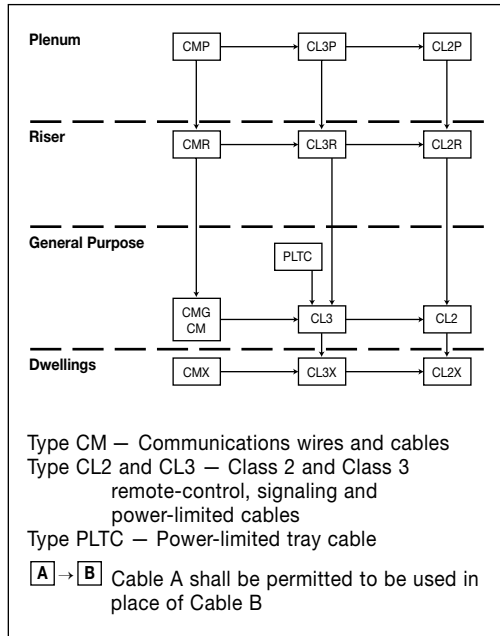 Plenum
CMP
CL3P
CL2P
Riser
CMR
CL3R
CL2R
General Purpose
PLTC
CMG
CM
CL3
CL2
Dwellings
CMX
CL3X
CL2X
Type CM — Communications wires and cables
Type CL2 and CL3 — Class 2 and Class 3
remote-control, signaling and
power-limited cables
Type PLTC — Power-limited tray cable
A → B Cable A shall be permitted to be used in
place of Cable B